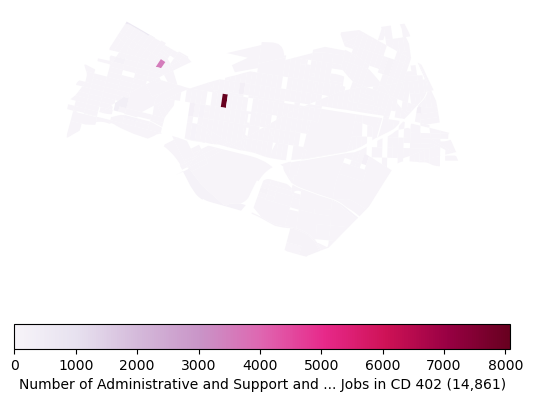 0 1000 2000 3000 4000 5000 6000 7000 8000
Number of Administrative and Support and ... Jobs in CD 402 (14,861)